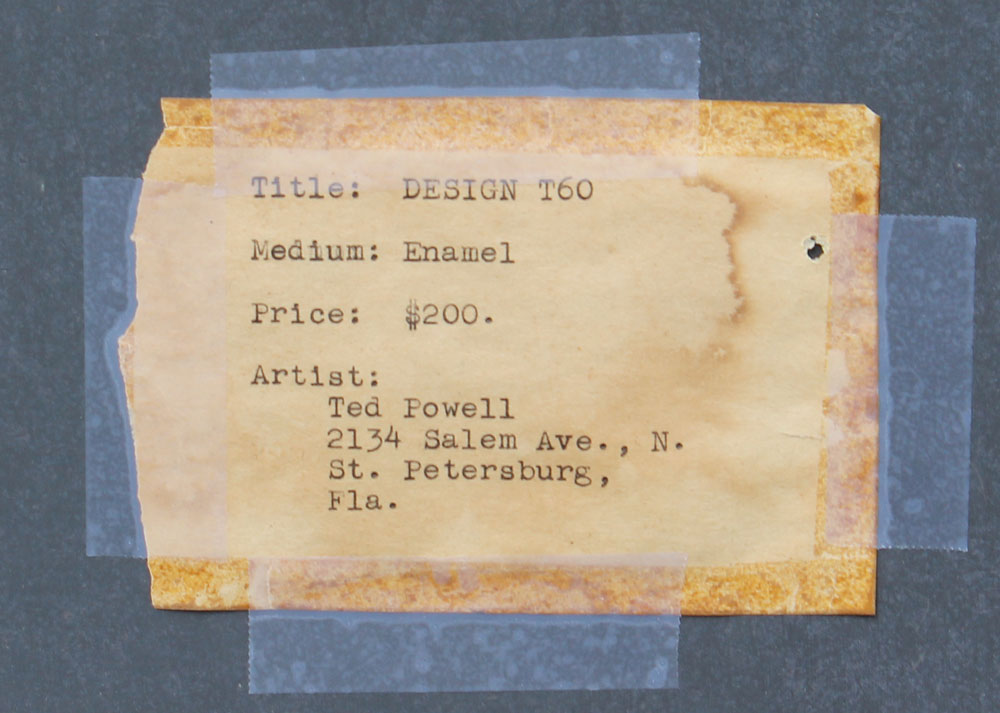 Title: DESIGN T60
Medium: Enamel
Price: $200.
Artist:
Ted Powell
2134 Salem Ave., N.
St. Petersburg,
Fla.